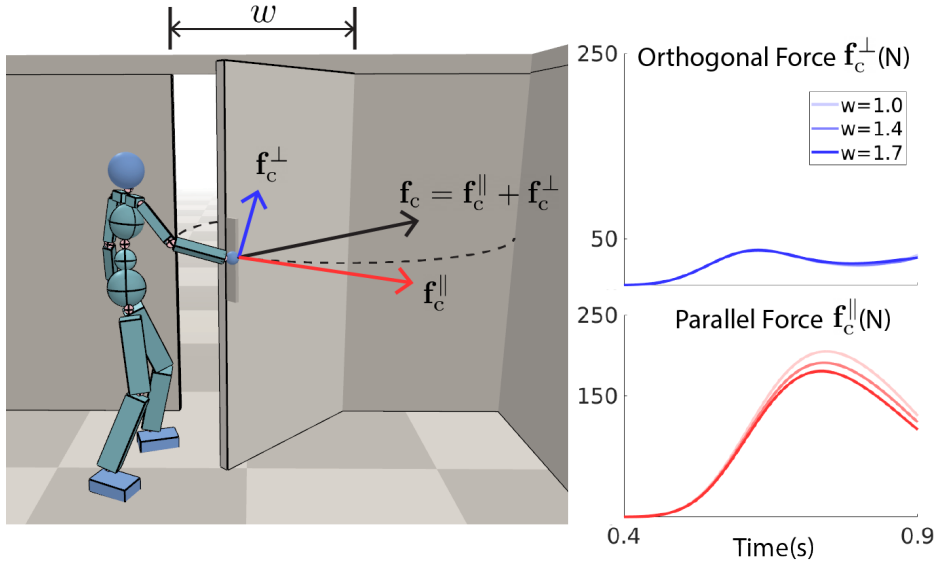 w
f_c^⊥
f_c = f_c^∥ + f_c^⊥
f_c^∥
250
Orthogonal Force f_c^⊥(N)
w=1.0
w=1.4
w=1.7
50
250
Parallel Force f_c^∥(N)
150
0.4
0.9
Time(s)